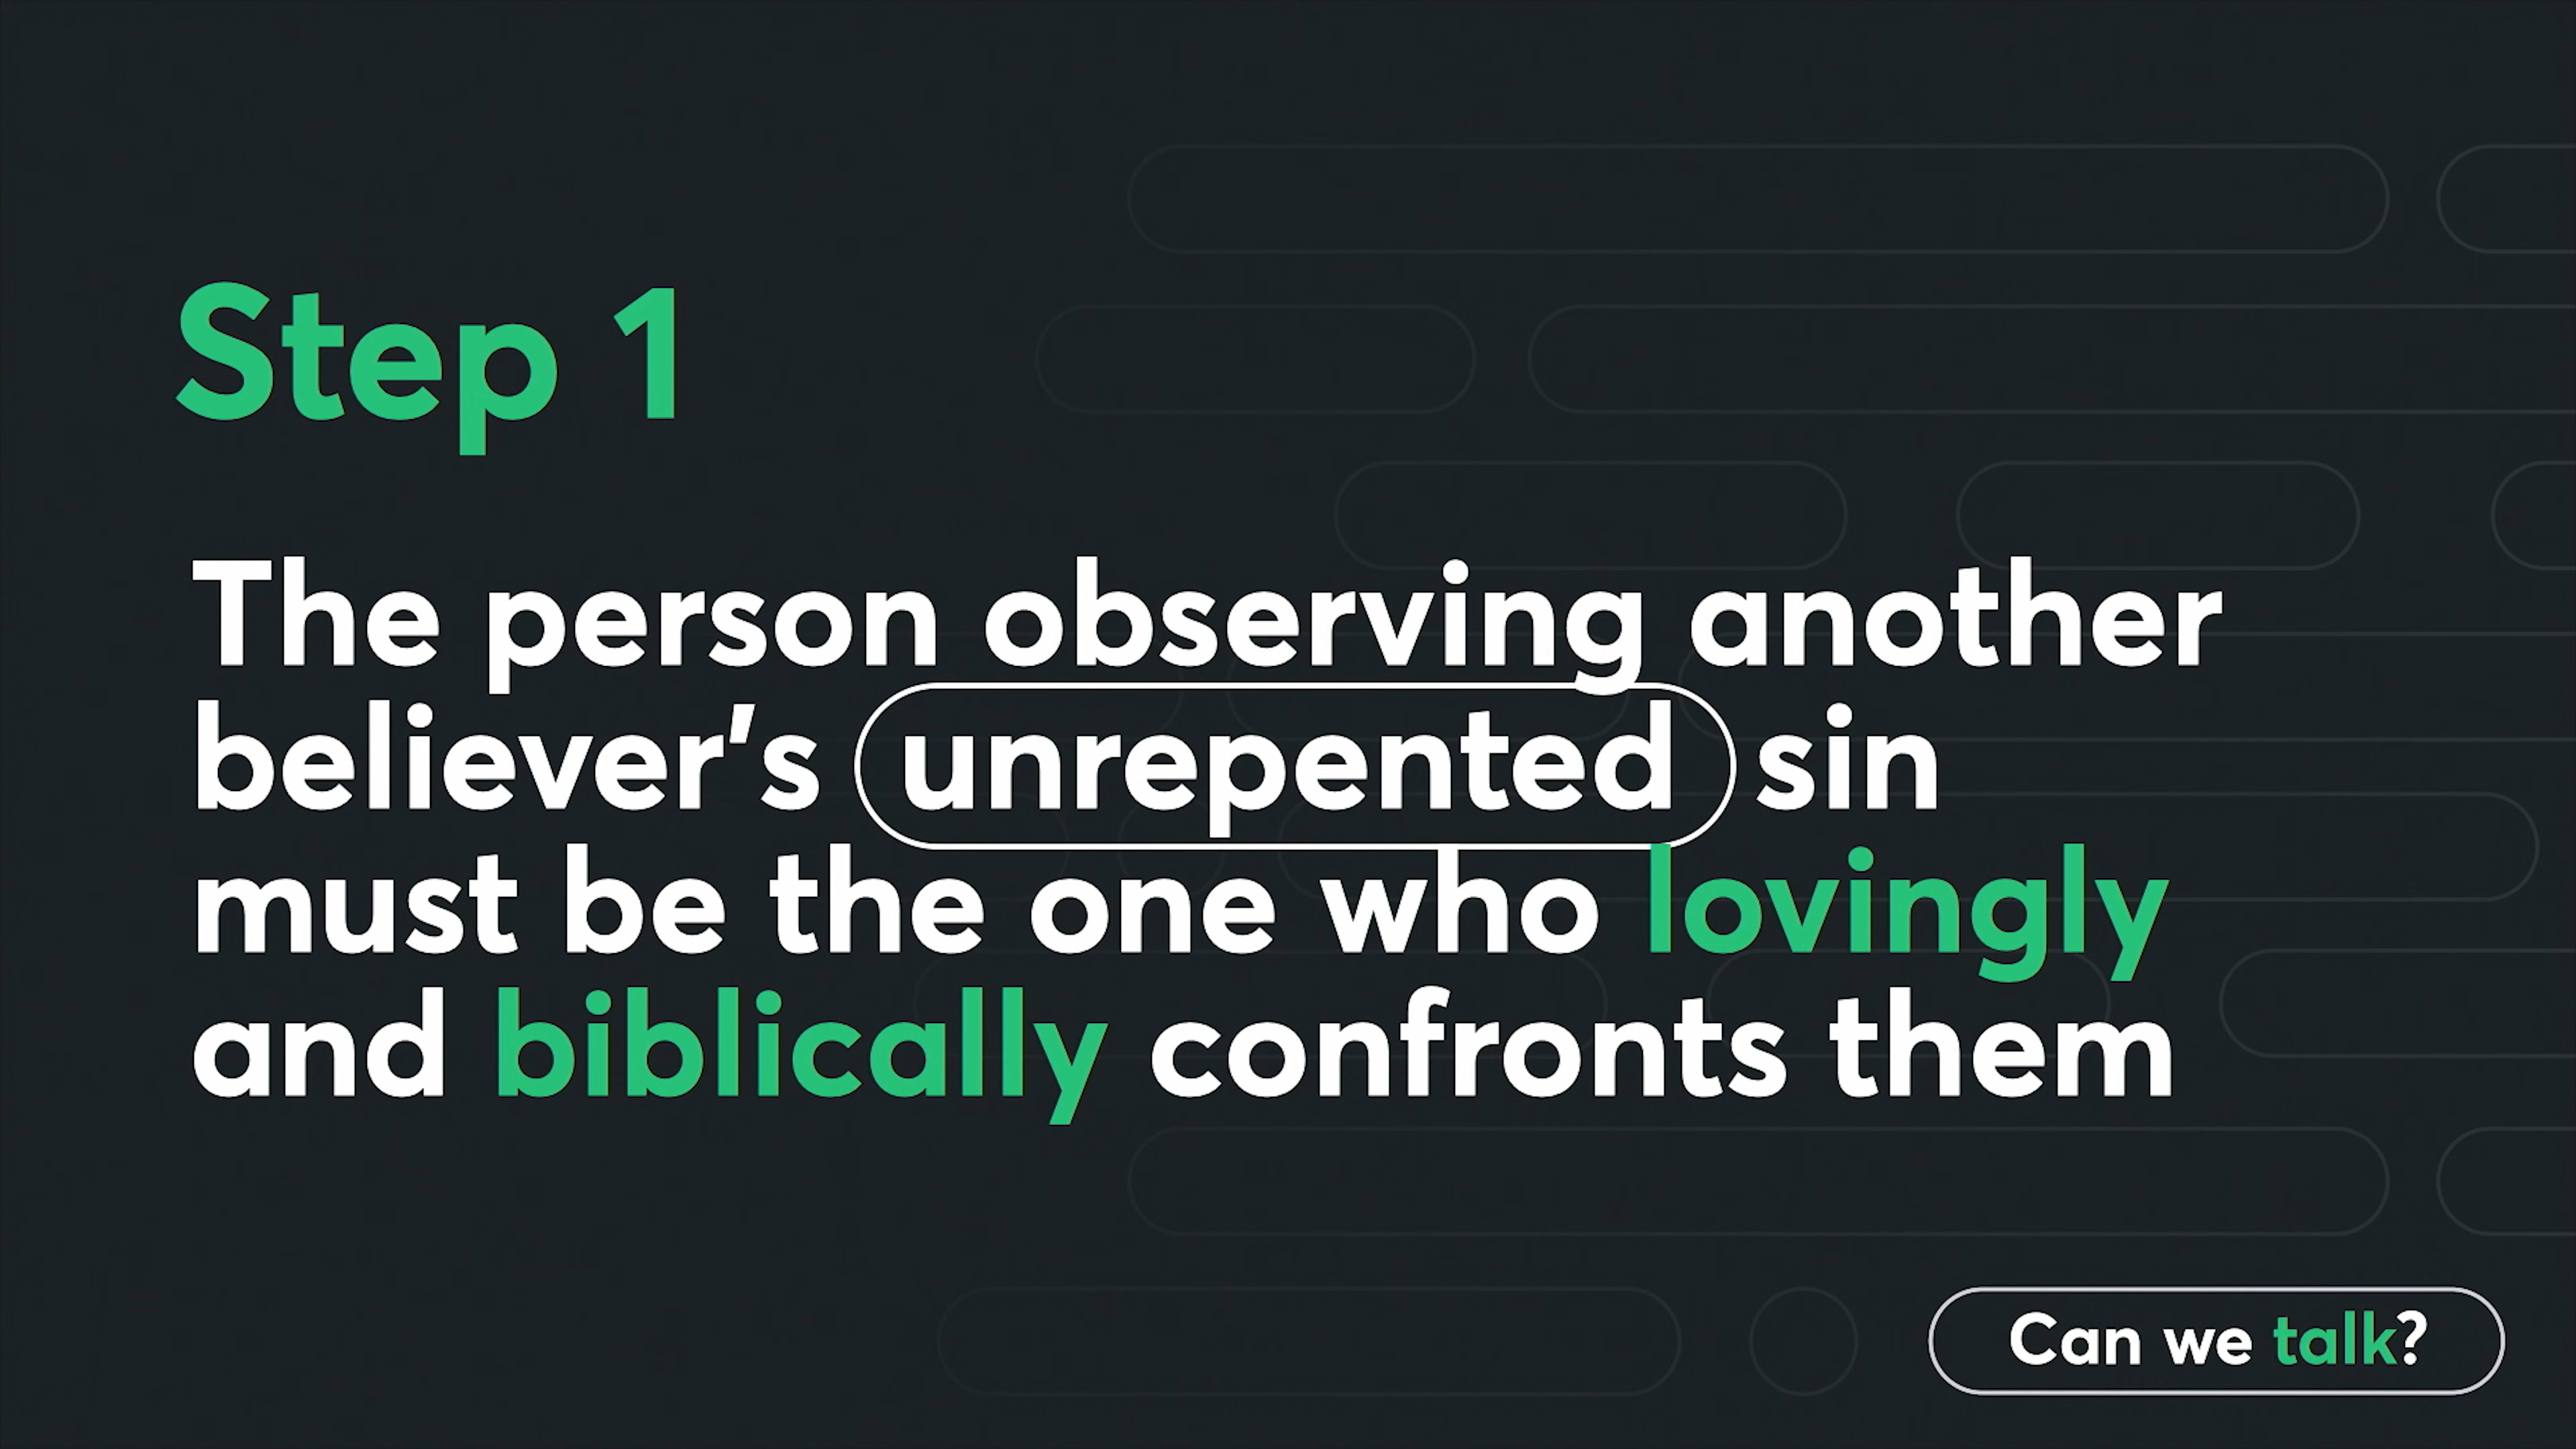 Step 1
The person observing another
believer's unrepented sin
must be the one who lovingly
and biblically confronts them
Can we talk?